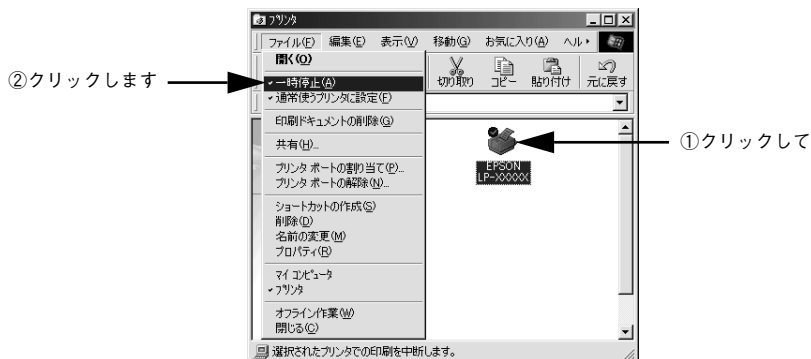 プリンタ
ファイル(F) 編集(E) 表示(V) 移動(G) お気に入り(A) ヘル
開く(O)
一時停止(A)
通常使うプリンタに設定(F)
印刷ドキュメントの削除(G)
共有(H)...
プリンタ ポートの割り当て(P)...
プリンタ ポートの解除(N)...
ショートカットの作成(S)
削除(D)
名前の変更(M)
プロパティ(R)
マイ コンピュータ
プリンタ
オフライン作業(W)
閉じる(C)
切り取り コピー 貼り付け 元に戻す
EPSON
LP-XXXXX
選択されたプリンタでの印刷を中断します。
①クリックして
②クリックします